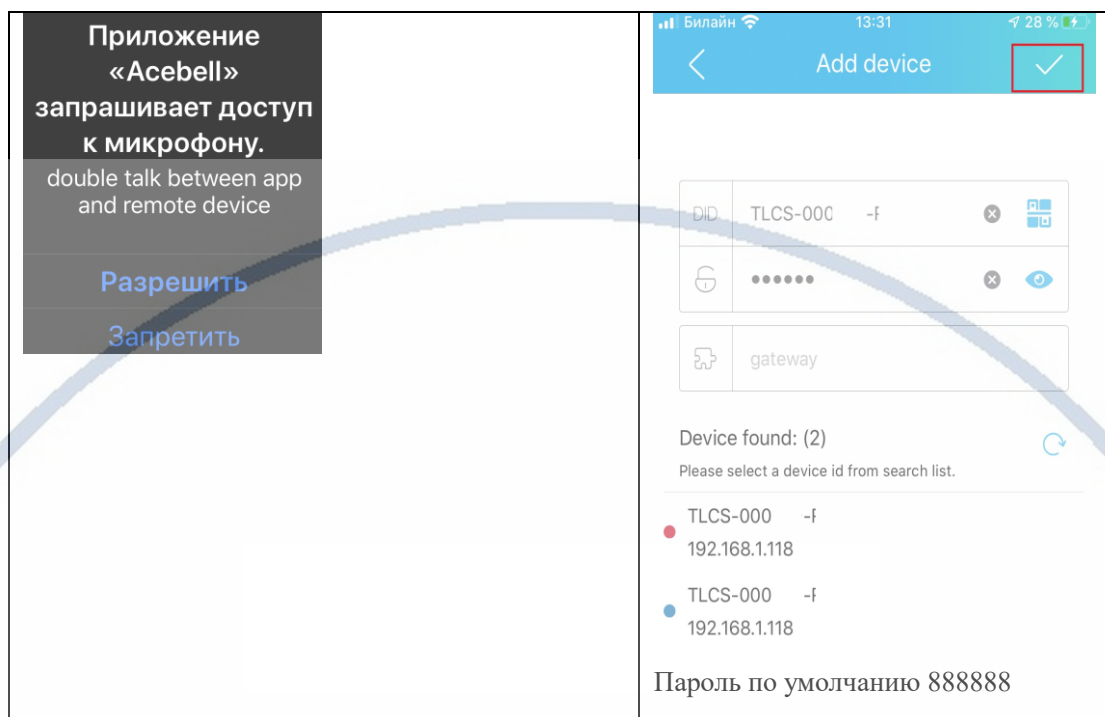 Приложение
«Acebell»
запрашивает доступ
к микрофону.
double talk between app
and remote device
Разрешить
Запретить
Билайн 13:31 28 %
Add device
DID TLCS-000 -F
••••••
gateway
Device found: (2)
Please select a device id from search list.
TLCS-000 -F
192.168.1.118
TLCS-000 -F
192.168.1.118
Пароль по умолчанию 888888